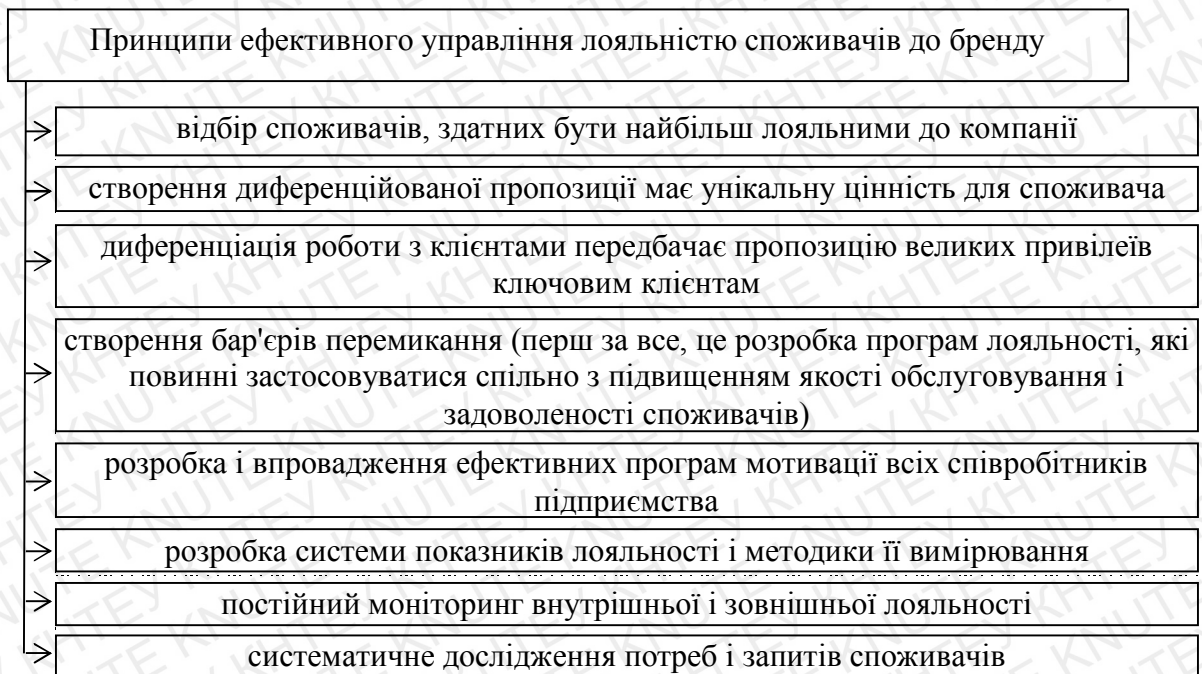 Принципи ефективного управління лояльністю споживачів до бренду
відбір споживачів, здатних бути найбільш лояльними до компанії
створення диференційованої пропозиції має унікальну цінність для споживача
диференціація роботи з клієнтами передбачає пропозицію великих привілеїв
ключовим клієнтам
створення бар'єрів перемикання (перш за все, це розробка програм лояльності, які
повинні застосовуватися спільно з підвищенням якості обслуговування і
задоволеності споживачів)
розробка і впровадження ефективних програм мотивації всіх співробітників
підприємства
розробка системи показників лояльності і методики її вимірювання
постійний моніторинг внутрішньої і зовнішньої лояльності
систематичне дослідження потреб і запитів споживачів